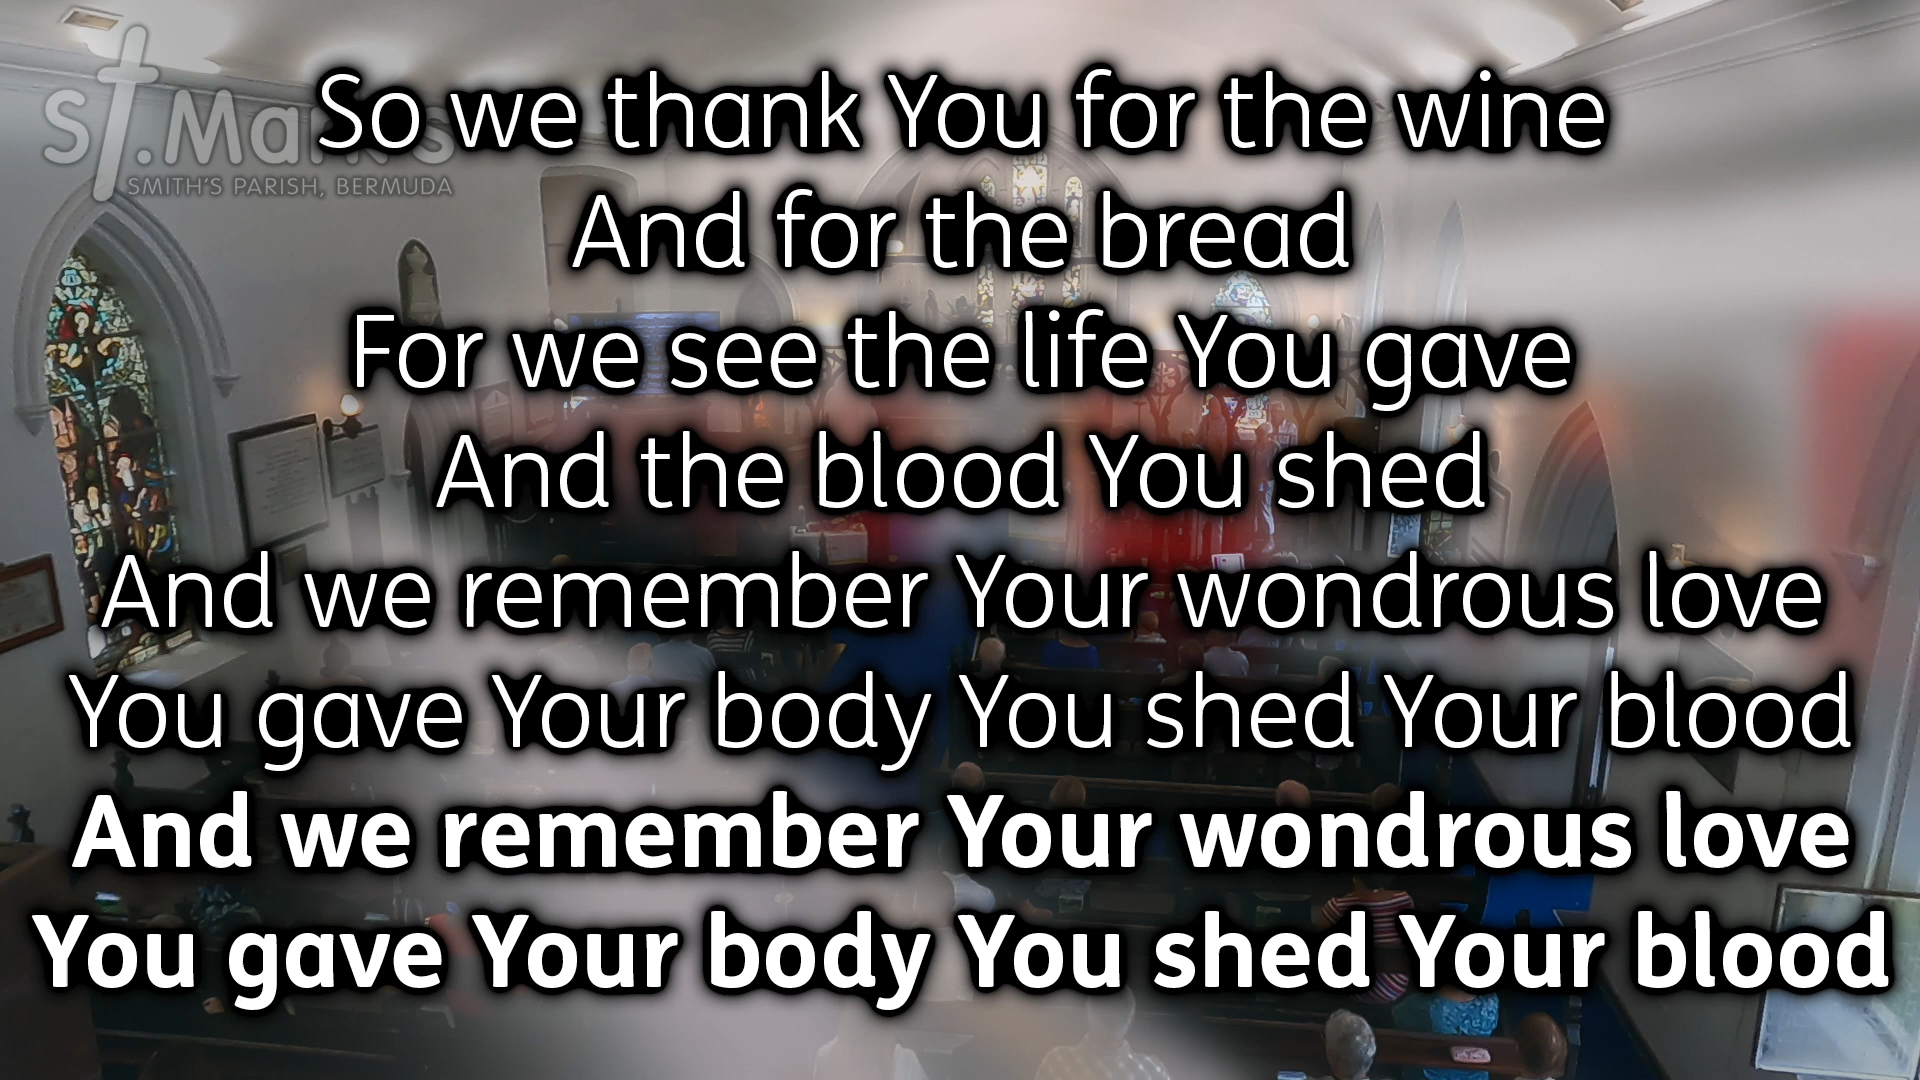 St. Mark's
SMITH'S PARISH, BERMUDA
So we thank You for the wine
And for the bread
For we see the life You gave
And the blood You shed
And we remember Your wondrous love
You gave Your body You shed Your blood
And we remember Your wondrous love
You gave Your body You shed Your blood